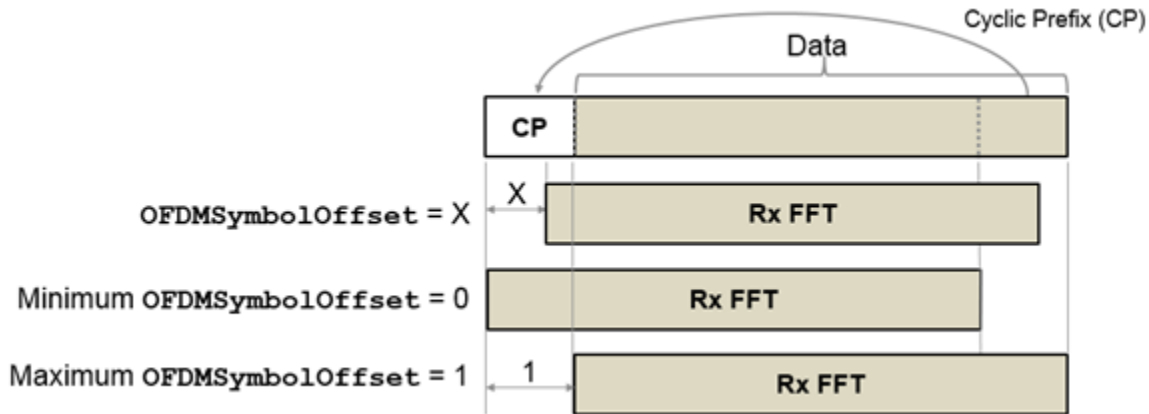 Cyclic Prefix (CP)
Data
CP
X
OFDMSymbolOffset = X
Rx FFT
Minimum OFDMSymbolOffset = 0
Rx FFT
Maximum OFDMSymbolOffset = 1
1
Rx FFT